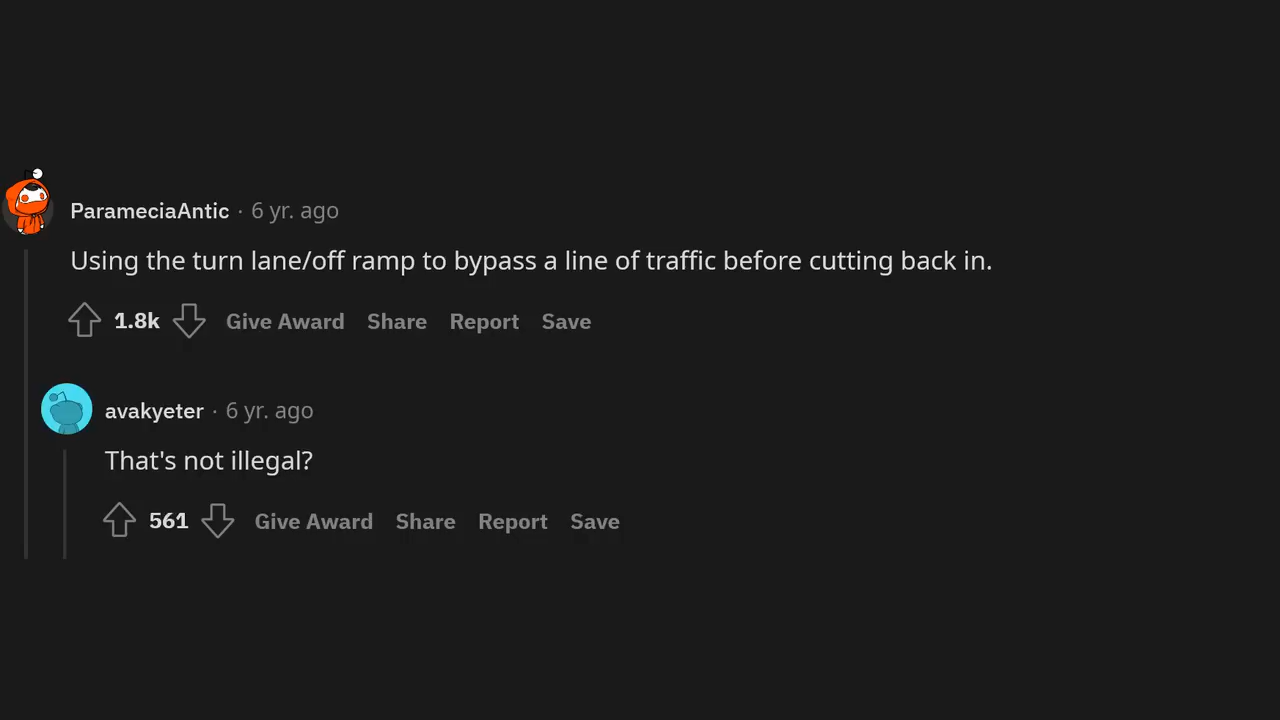 ParameciaAntic · 6 yr. ago
Using the turn lane/off ramp to bypass a line of traffic before cutting back in.
1.8k Give Award Share Report Save
avakyeter · 6 yr. ago
That's not illegal?
561 Give Award Share Report Save